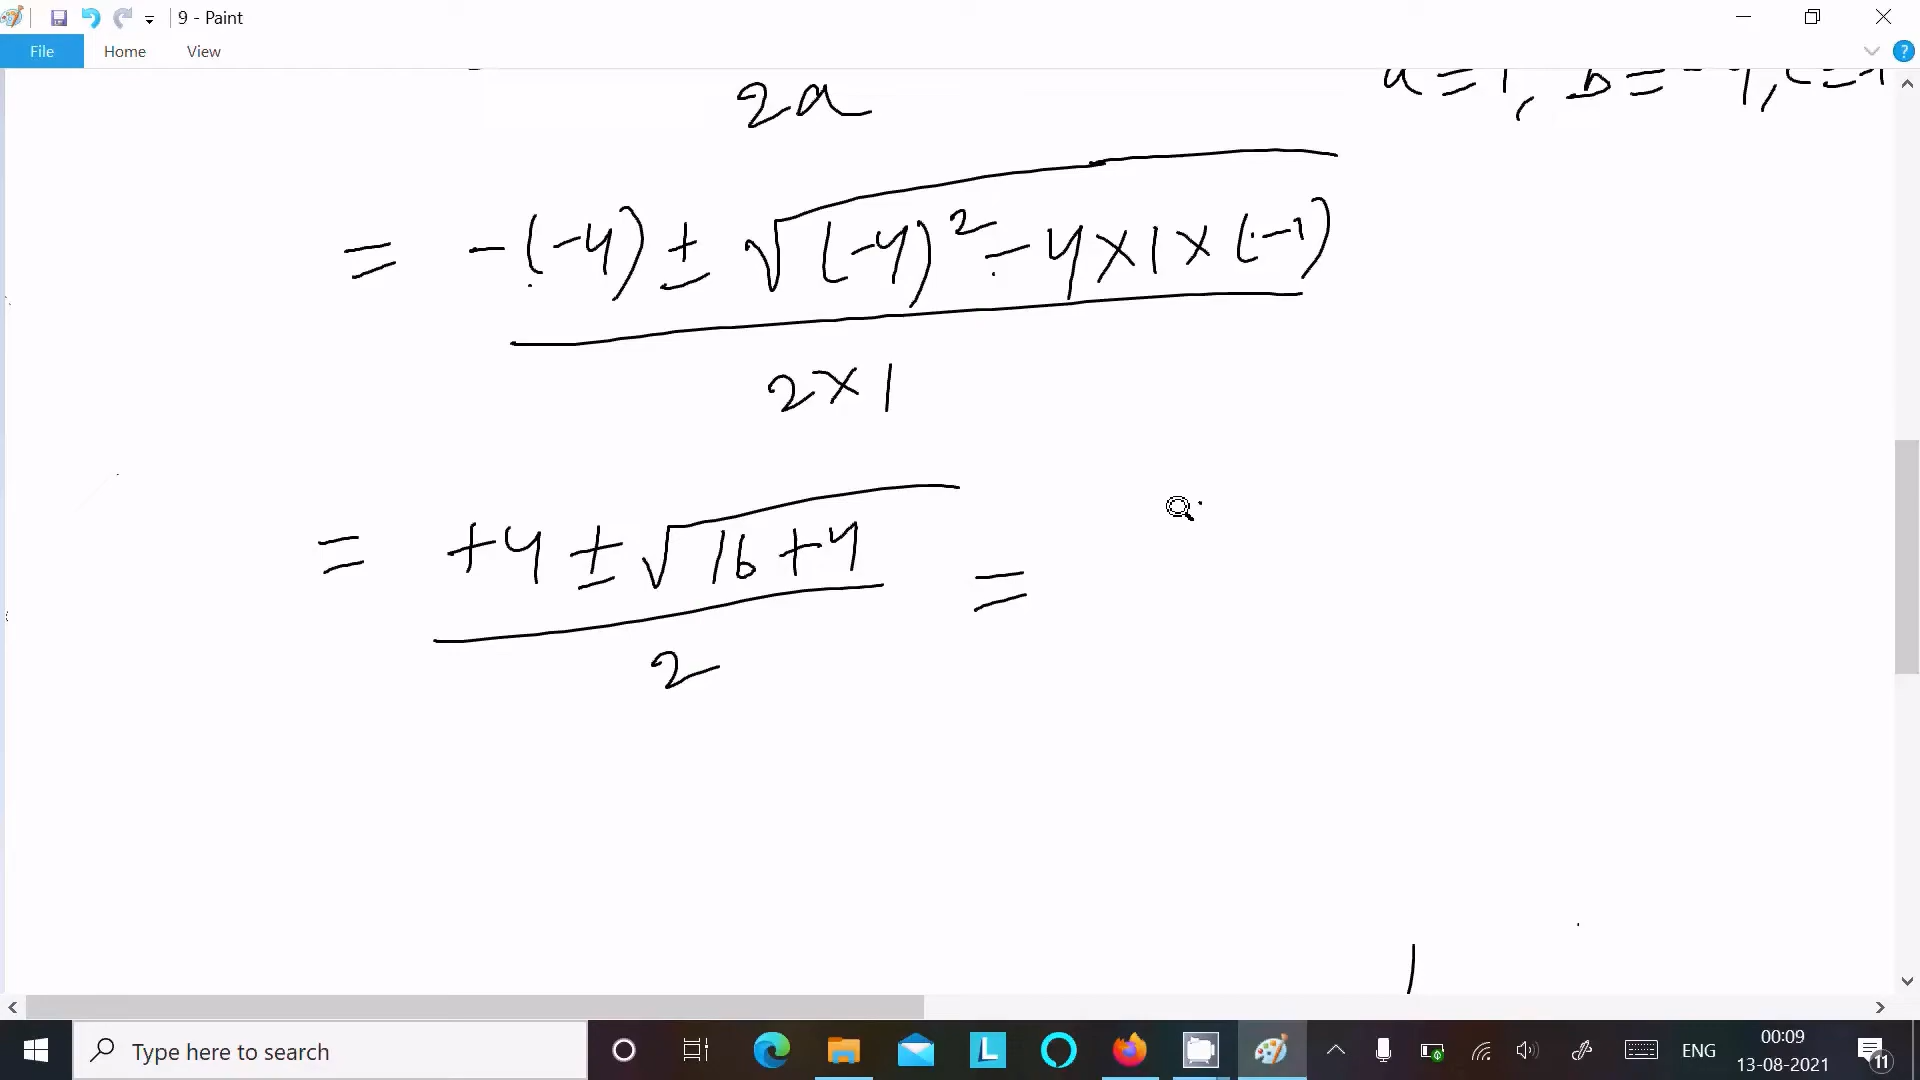 9 - Paint
File Home View
2a
a=1, b=-4, c=-1
= -(-4) ± √(-4)² - 4×1×(-1)
2×1
= +4 ± √16+4 =
2
Type here to search
ENG
00:09
13-08-2021
11